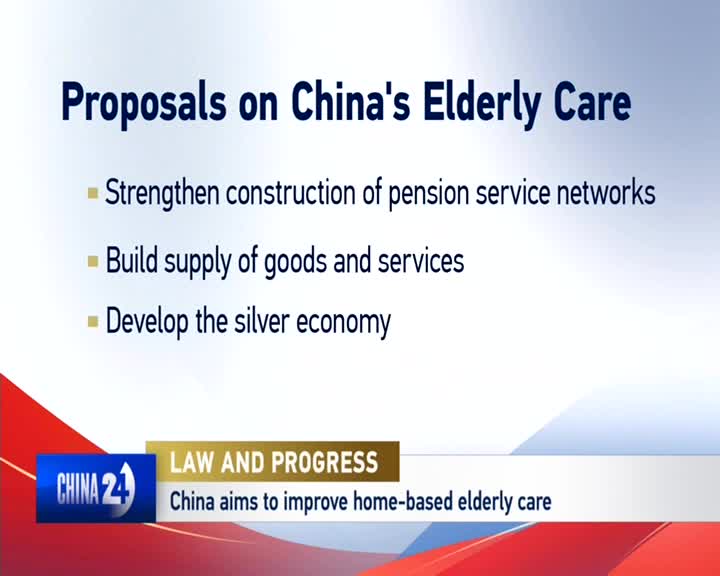 Proposals on China's Elderly Care
Strengthen construction of pension service networks
Build supply of goods and services
Develop the silver economy
LAW AND PROGRESS
CHINA 24
China aims to improve home-based elderly care